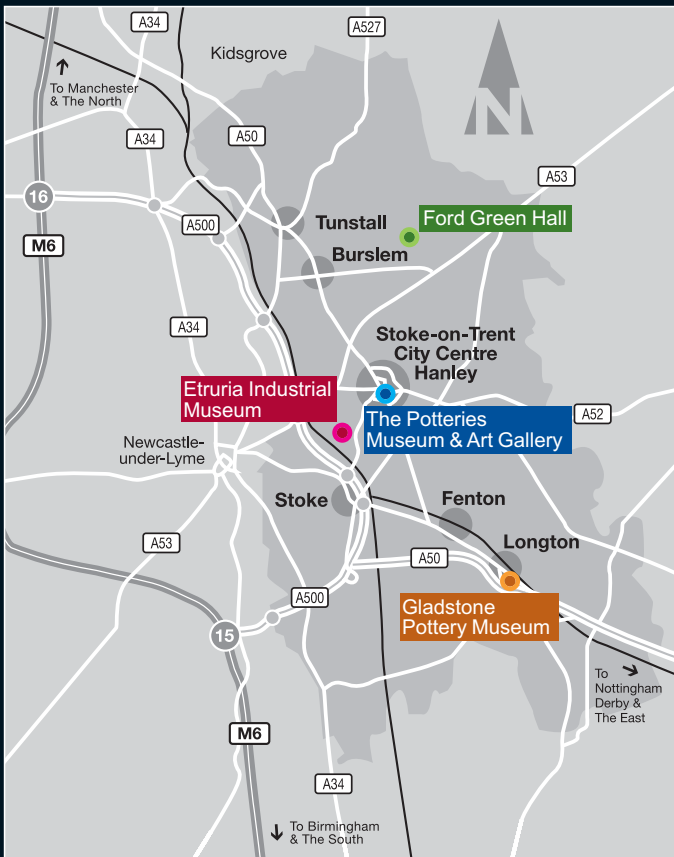 A34
A527
Kidsgrove
To Manchester
& The North
N
A34
A50
A53
16
Tunstall
Ford Green Hall
A500
M6
Burslem
A34
Stoke-on-Trent
City Centre
Hanley
Etruria Industrial
Museum
The Potteries
Museum & Art Gallery
A52
Newcastle-
under-Lyme
Stoke
Fenton
Longton
A53
A50
A500
Gladstone
Pottery Museum
15
To
Nottingham
Derby &
The East
M6
A34
To Birmingham
& The South